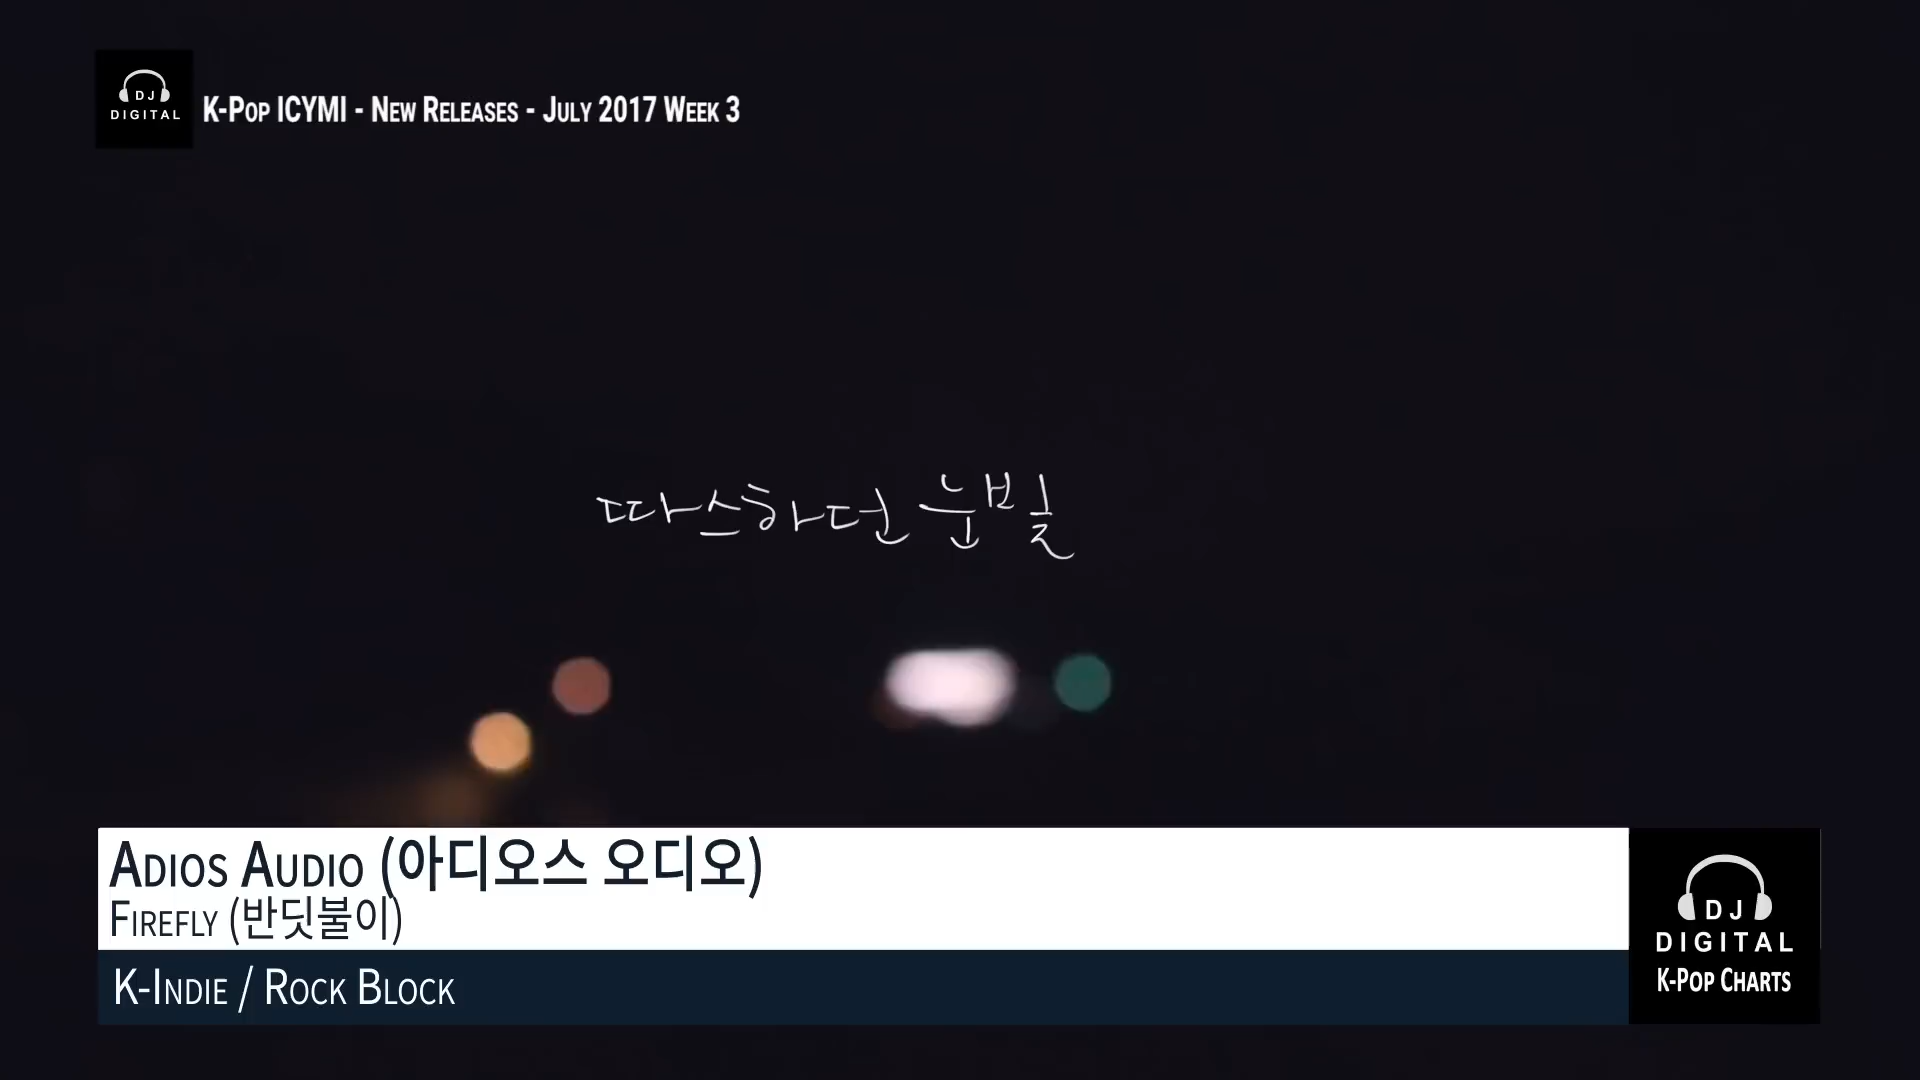 DJ
DIGITAL
K-Pop ICYMI - New Releases - July 2017 Week 3
따스하던 눈빛
Adios Audio (아디오스 오디오)
Firefly (반딧불이)
K-Indie / Rock Block
DJ
DIGITAL
K-Pop Charts